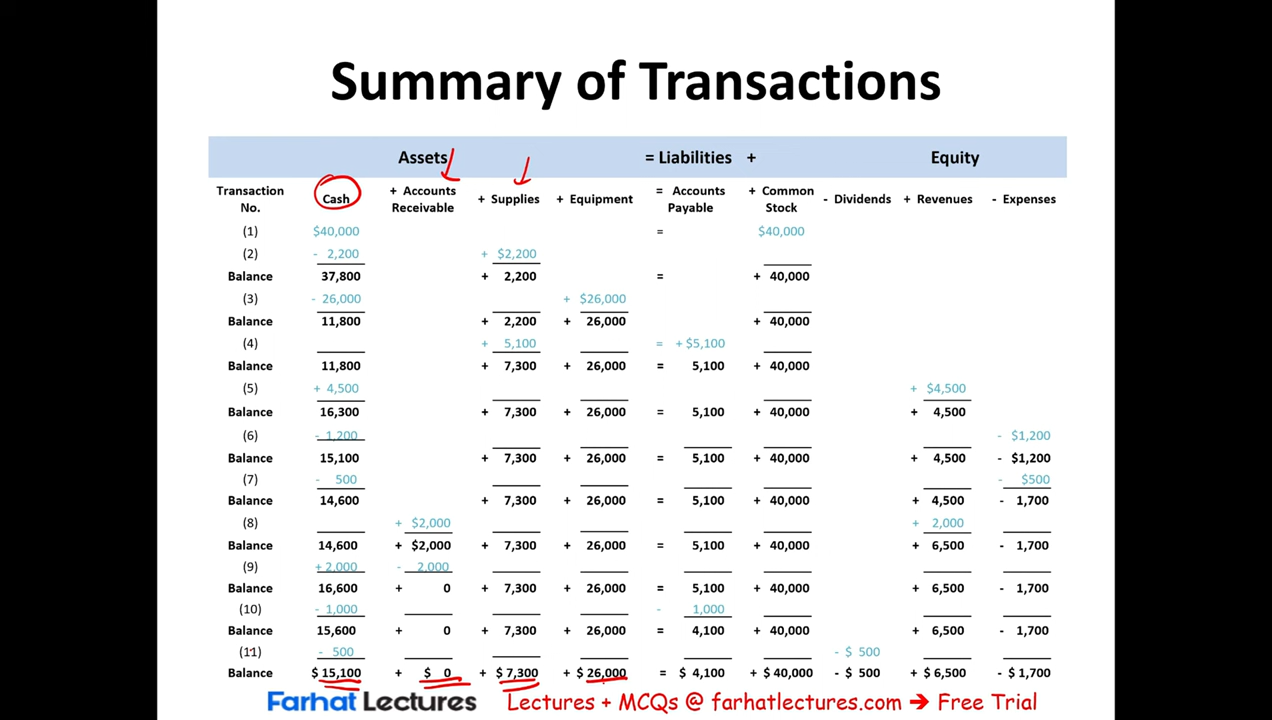 Summary of Transactions
Assets = Liabilities + Equity
Transaction No. Cash + Accounts Receivable + Supplies + Equipment = Accounts Payable + Common Stock - Dividends + Revenues - Expenses
(1) $40,000 = $40,000
(2) - 2,200 + $2,200
Balance 37,800 + 2,200 = + 40,000
(3) - 26,000 + $26,000
Balance 11,800 + 2,200 + 26,000 + 40,000
(4) + 5,100 = + $5,100
Balance 11,800 + 7,300 + 26,000 = 5,100 + 40,000
(5) + 4,500 + $4,500
Balance 16,300 + 7,300 + 26,000 = 5,100 + 40,000 + 4,500
(6) - 1,200 - $1,200
Balance 15,100 + 7,300 + 26,000 = 5,100 + 40,000 + 4,500 - $1,200
(7) - 500 - $500
Balance 14,600 + 7,300 + 26,000 = 5,100 + 40,000 + 4,500 - 1,700
(8) + $2,000 + 2,000
Balance 14,600 + $2,000 + 7,300 + 26,000 = 5,100 + 40,000 + 6,500 - 1,700
(9) + 2,000 - 2,000
Balance 16,600 + 0 + 7,300 + 26,000 = 5,100 + 40,000 + 6,500 - 1,700
(10) - 1,000 - 1,000
Balance 15,600 + 0 + 7,300 + 26,000 = 4,100 + 40,000 + 6,500 - 1,700
(11) - 500 - $ 500
Balance $ 15,100 + $ 0 + $ 7,300 + $ 26,000 = $ 4,100 + $ 40,000 - $ 500 + $ 6,500 - $ 1,700
Farhat Lectures Lectures + MCQs @ farhatlectures.com → Free Trial